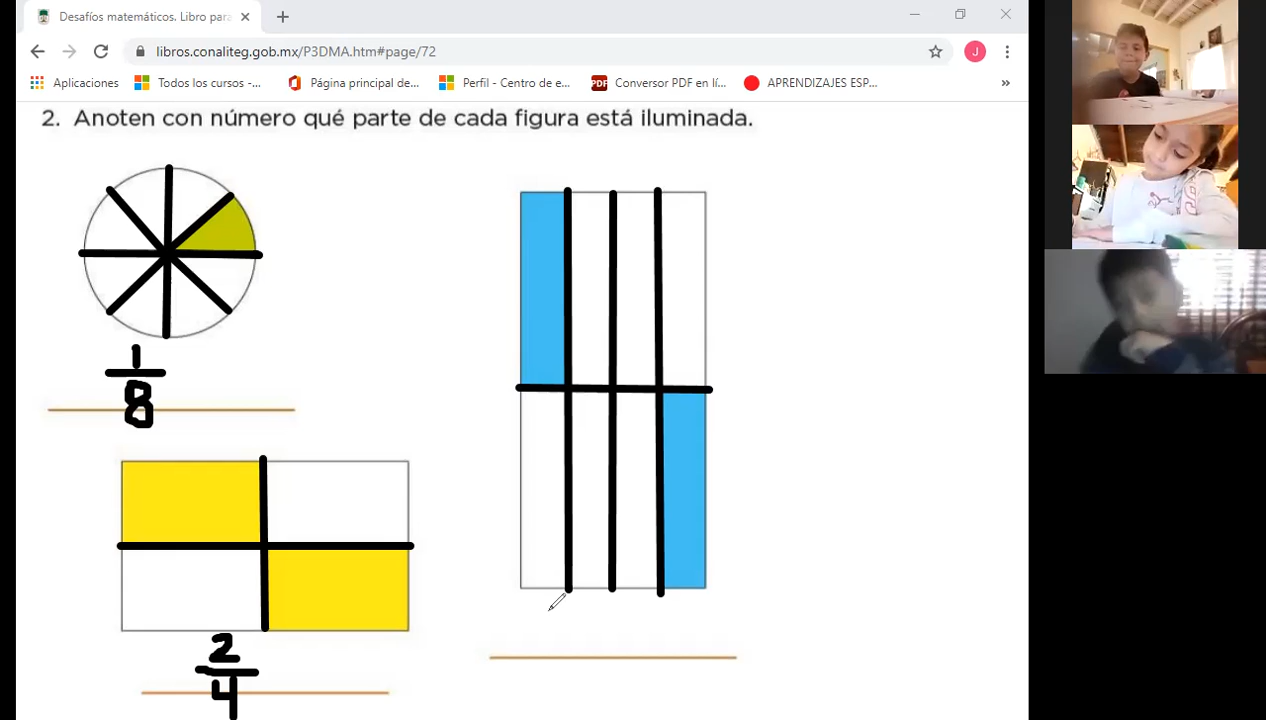 Desafíos matemáticos. Libro para
libros.conaliteg.gob.mx/P3DMA.htm#page/72
J
Aplicaciones
Todos los cursos -...
Página principal de...
Perfil - Centro de e...
PDF
Conversor PDF en lí...
APRENDIZAJES ESP...
»
2. Anoten con número qué parte de cada figura está iluminada.
1
8
2
4